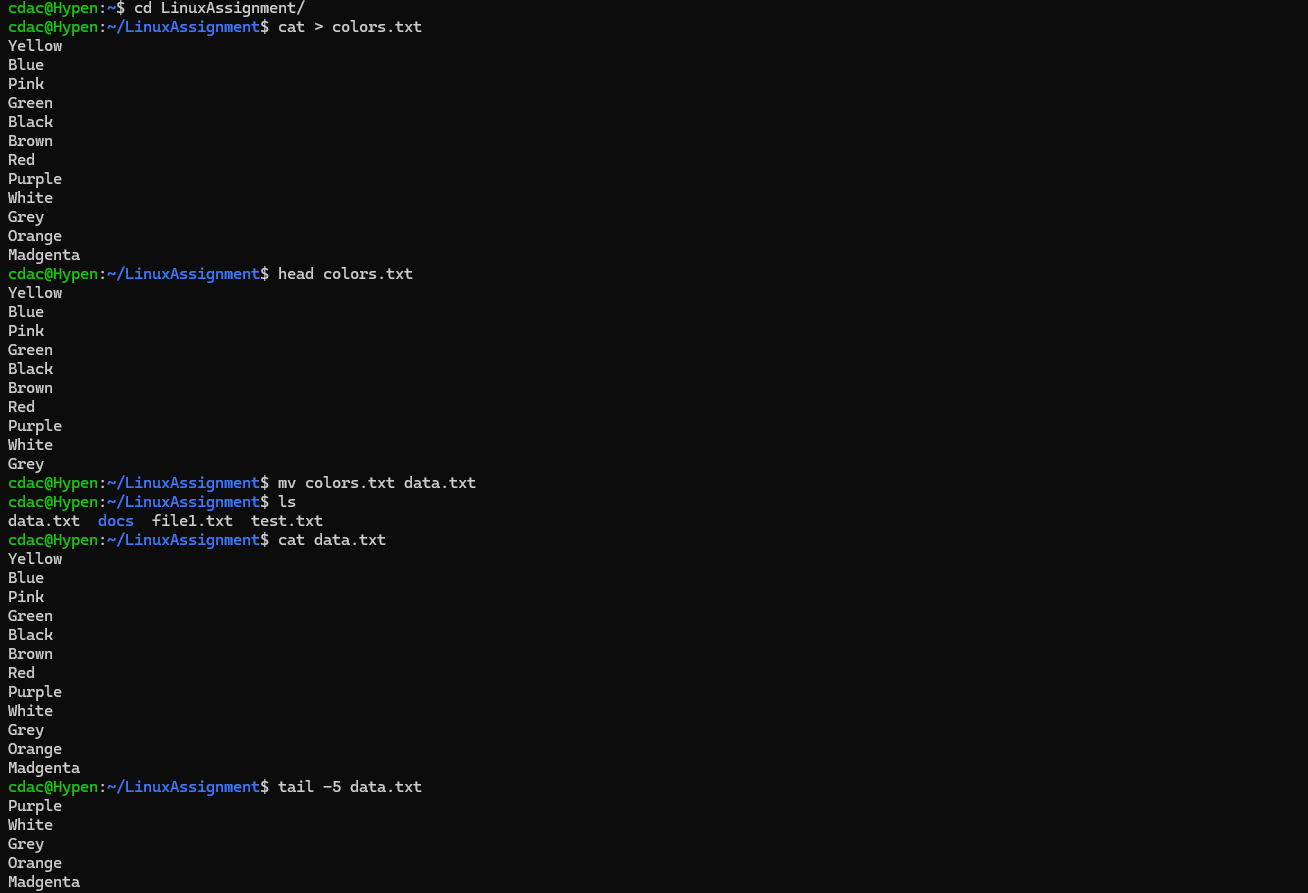 cdac@Hypen:~$ cd LinuxAssignment/
cdac@Hypen:~/LinuxAssignment$ cat > colors.txt
Yellow
Blue
Pink
Green
Black
Brown
Red
Purple
White
Grey
Orange
Madgenta
cdac@Hypen:~/LinuxAssignment$ head colors.txt
Yellow
Blue
Pink
Green
Black
Brown
Red
Purple
White
Grey
cdac@Hypen:~/LinuxAssignment$ mv colors.txt data.txt
cdac@Hypen:~/LinuxAssignment$ ls
data.txt  docs  file1.txt  test.txt
cdac@Hypen:~/LinuxAssignment$ cat data.txt
Yellow
Blue
Pink
Green
Black
Brown
Red
Purple
White
Grey
Orange
Madgenta
cdac@Hypen:~/LinuxAssignment$ tail -5 data.txt
Purple
White
Grey
Orange
Madgenta